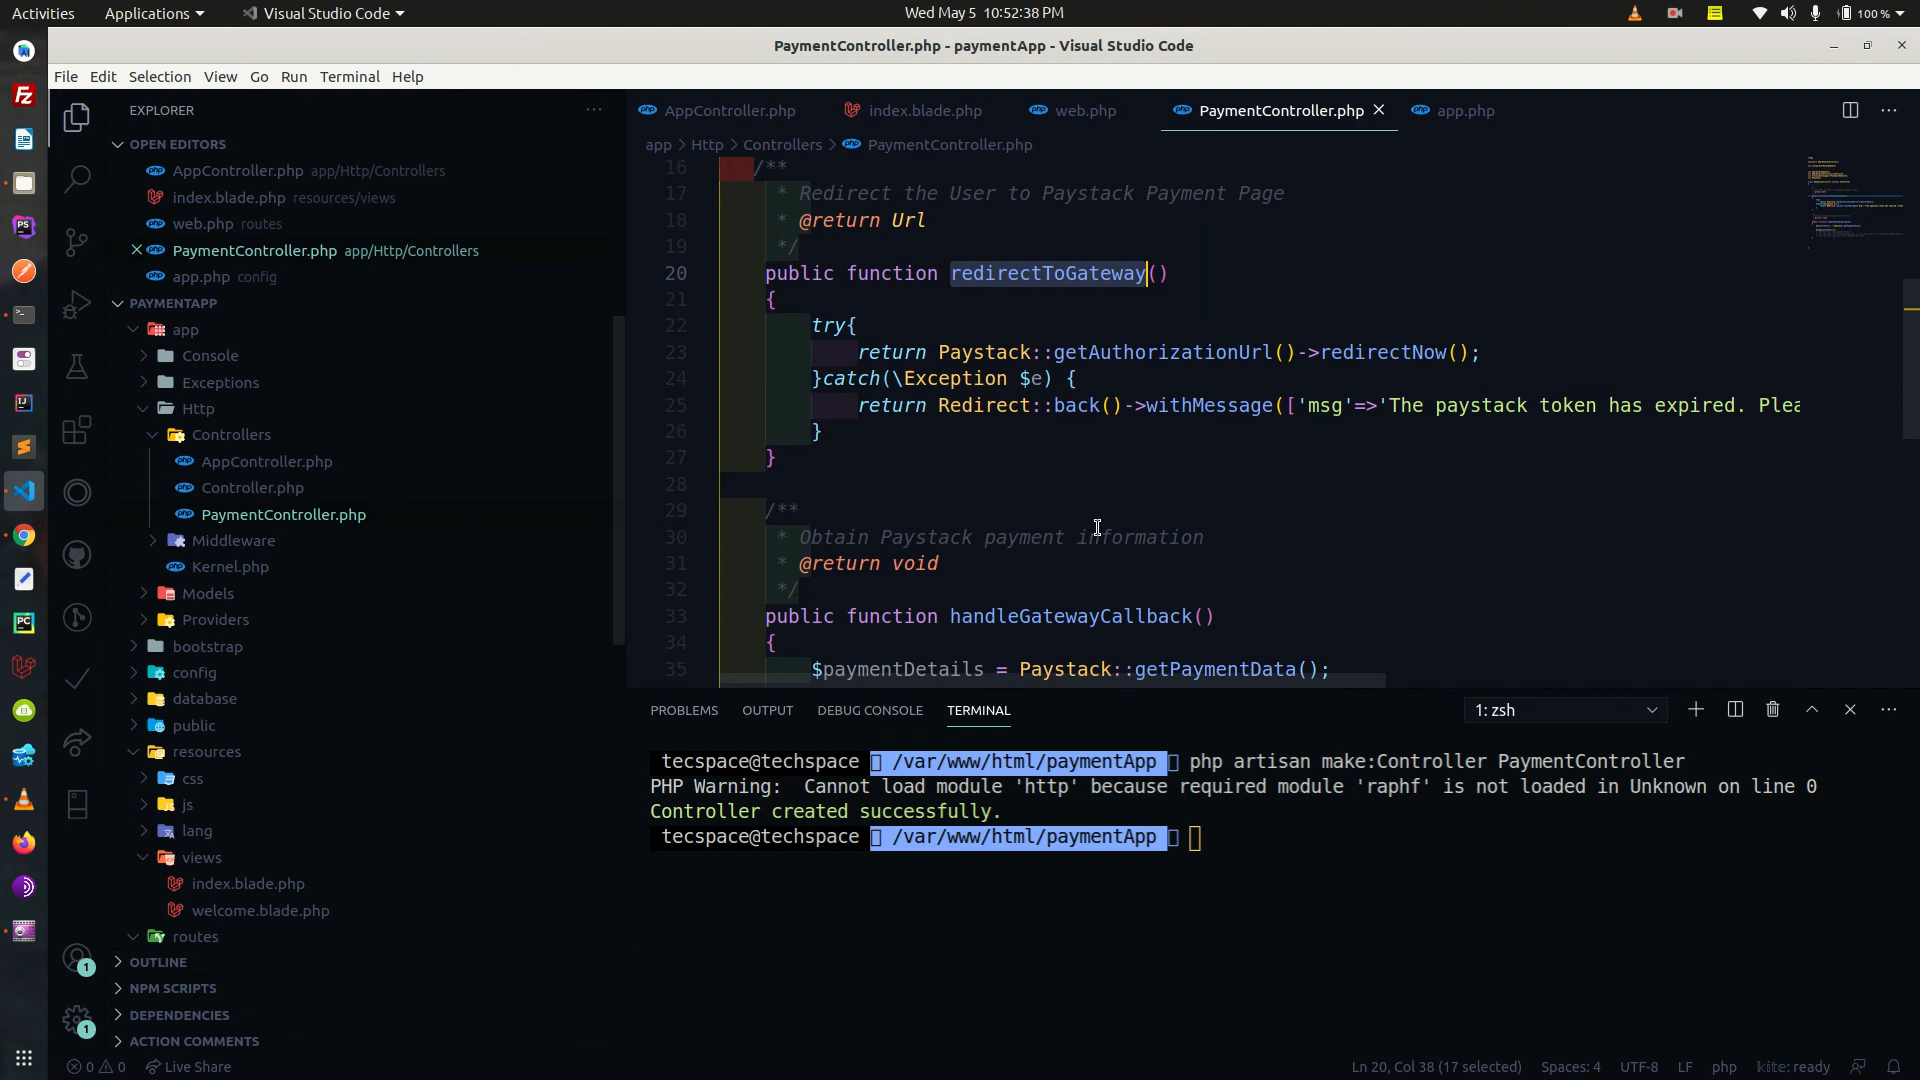 Activities Applications Visual Studio Code Wed May 5 10:52:38 PM 100 %
PaymentController.php - paymentApp - Visual Studio Code
File Edit Selection View Go Run Terminal Help
EXPLORER
OPEN EDITORS
AppController.php app/Http/Controllers
index.blade.php resources/views
web.php routes
PaymentController.php app/Http/Controllers
app.php config
PAYMENTAPP
app
Console
Exceptions
Http
Controllers
AppController.php
Controller.php
PaymentController.php
Middleware
Kernel.php
Models
Providers
bootstrap
config
database
public
resources
css
js
lang
views
index.blade.php
welcome.blade.php
routes
OUTLINE
NPM SCRIPTS
DEPENDENCIES
ACTION COMMENTS
1
1
AppController.php index.blade.php web.php PaymentController.php app.php
app > Http > Controllers > PaymentController.php
16 /**
17 * Redirect the User to Paystack Payment Page
18 * @return Url
19 */
20 public function redirectToGateway()
21 {
22 try{
23 return Paystack::getAuthorizationUrl()->redirectNow();
24 }catch(\Exception $e) {
25 return Redirect::back()->withMessage(['msg'=>'The paystack token has expired. Plea
26 }
27 }
28
29 /**
30 * Obtain Paystack payment information
31 * @return void
32 */
33 public function handleGatewayCallback()
34 {
35 $paymentDetails = Paystack::getPaymentData();
PROBLEMS OUTPUT DEBUG CONSOLE TERMINAL 1: zsh
tecspace@techspace /var/www/html/paymentApp php artisan make:Controller PaymentController
PHP Warning: Cannot load module 'http' because required module 'raphf' is not loaded in Unknown on line 0
Controller created successfully.
tecspace@techspace /var/www/html/paymentApp
0 0 Live Share Ln 20, Col 38 (17 selected) Spaces: 4 UTF-8 LF php kite: ready